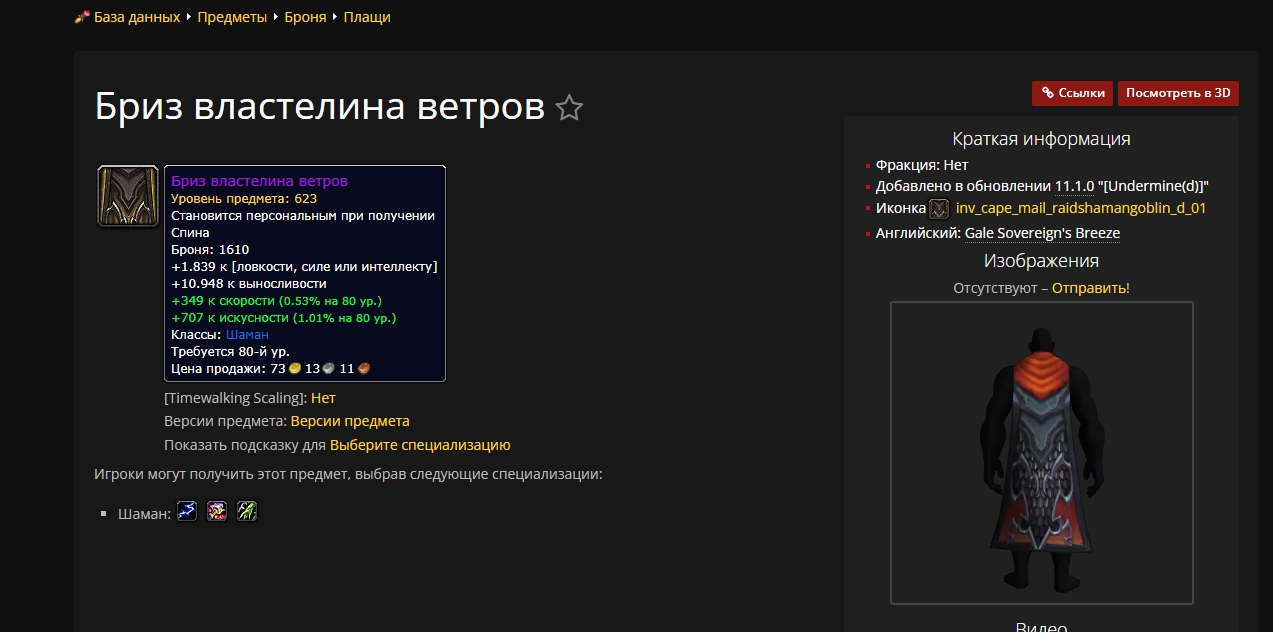 База данных Предметы Броня Плащи
Бриз властелина ветров
Ссылки Посмотреть в 3D
Бриз властелина ветров
Уровень предмета: 623
Становится персональным при получении
Спина
Броня: 1610
+1.839 к [ловкости, силе или интеллекту]
+10.948 к выносливости
+349 к скорости (0.53% на 80 ур.)
+707 к искусности (1.01% на 80 ур.)
Классы: Шаман
Требуется 80-й ур.
Цена продажи: 73 13 11
[Timewalking Scaling]: Нет
Версии предмета: Версии предмета
Показать подсказку для Выберите специализацию
Игроки могут получить этот предмет, выбрав следующие специализации:
Шаман:
Краткая информация
Фракция: Нет
Добавлено в обновлении 11.1.0 "[Undermine(d)]"
Иконка inv_cape_mail_raidshamangoblin_d_01
Английский: Gale Sovereign's Breeze
Изображения
Отсутствуют – Отправить!
Видео